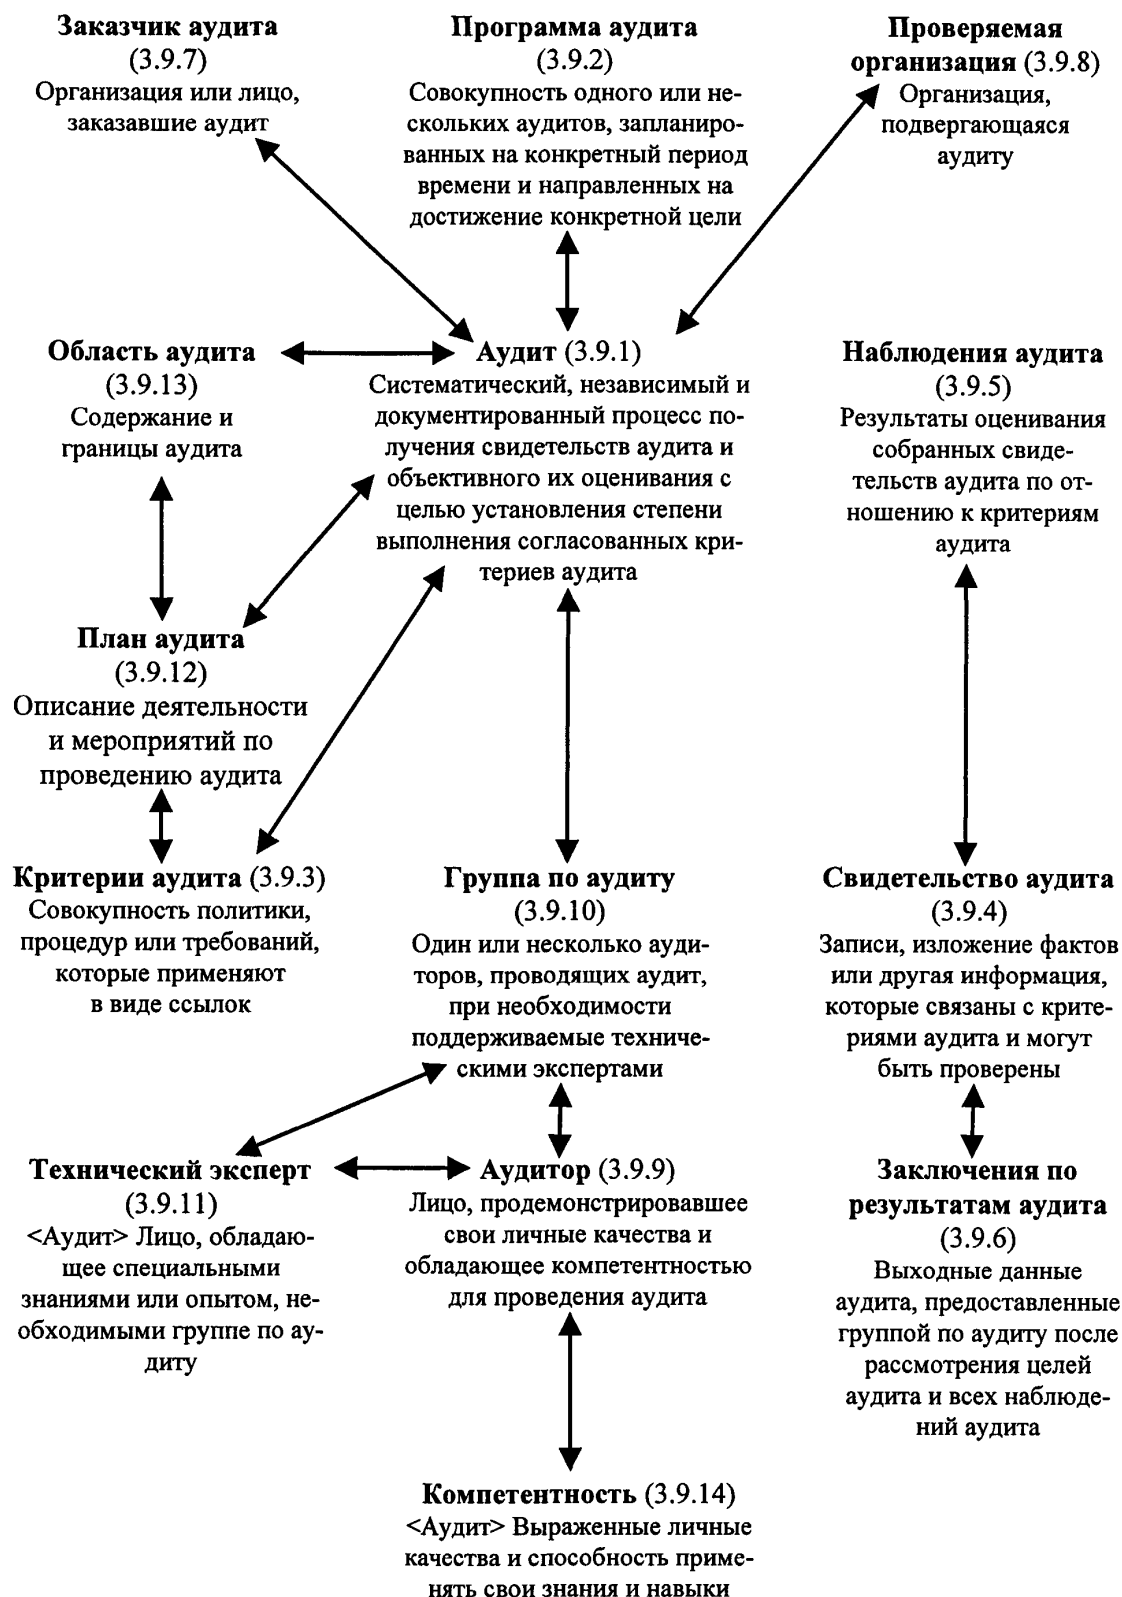 Заказчик аудита
(3.9.7)
Организация или лицо,
заказавшие аудит
Программа аудита
(3.9.2)
Совокупность одного или не-
скольких аудитов, запланиро-
ванных на конкретный период
времени и направленных на
достижение конкретной цели
Проверяемая
организация (3.9.8)
Организация,
подвергающаяся
аудиту
Область аудита
(3.9.13)
Содержание и
границы аудита
Аудит (3.9.1)
Систематический, независимый и
документированный процесс по-
лучения свидетельств аудита и
объективного их оценивания с
целью установления степени
выполнения согласованных кри-
териев аудита
Наблюдения аудита
(3.9.5)
Результаты оценивания
собранных свиде-
тельств аудита по от-
ношению к критериям
аудита
План аудита
(3.9.12)
Описание деятельности
и мероприятий по
проведению аудита
Критерии аудита (3.9.3)
Совокупность политики,
процедур или требований,
которые применяют
в виде ссылок
Группа по аудиту
(3.9.10)
Один или несколько ауди-
торов, проводящих аудит,
при необходимости
поддерживаемые техниче-
скими экспертами
Свидетельство аудита
(3.9.4)
Записи, изложение фактов
или другая информация,
которые связаны с крите-
риями аудита и могут
быть проверены
Технический эксперт
(3.9.11)
<Аудит> Лицо, обладаю-
щее специальными
знаниями или опытом, не-
обходимыми группе по ау-
диту
Аудитор (3.9.9)
Лицо, продемонстрировавшее
свои личные качества и
обладающее компетентностью
для проведения аудита
Заключения по
результатам аудита
(3.9.6)
Выходные данные
аудита, предоставленные
группой по аудиту после
рассмотрения целей
аудита и всех наблюде-
ний аудита
Компетентность (3.9.14)
<Аудит> Выраженные личные
качества и способность приме-
нять свои знания и навыки